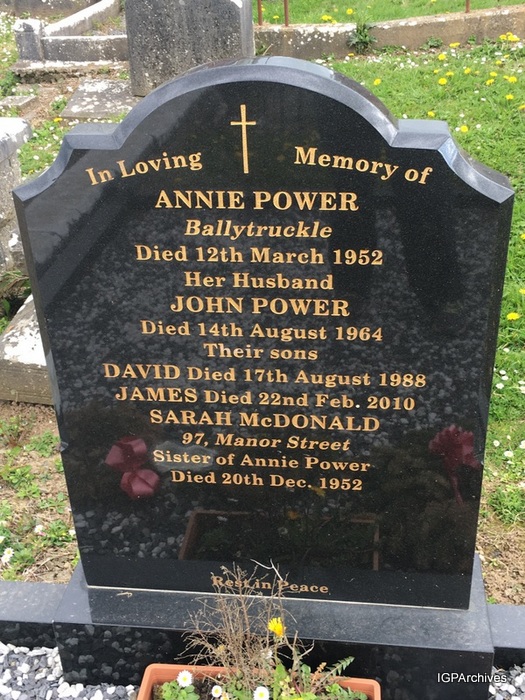 In Loving Memory of
ANNIE POWER
Ballytruckle
Died 12th March 1952
Her Husband
JOHN POWER
Died 14th August 1964
Their sons
DAVID Died 17th August 1988
JAMES Died 22nd Feb. 2010
SARAH McDONALD
97, Manor Street
Sister of Annie Power
Died 20th Dec. 1952
Rest in Peace
IGPArchives